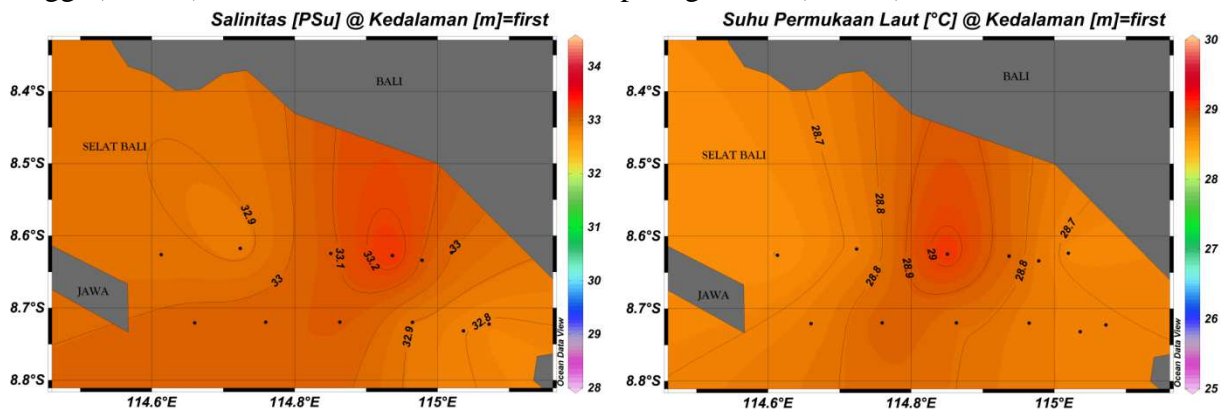 Salinitas [PSu] @ Kedalaman [m]=first
8.4°S
8.5°S
8.6°S
8.7°S
8.8°S
114.6°E
114.8°E
115°E
BALI
SELAT BALI
JAWA
32.9
33
33.1
33.2
33
32.9
32.8
34
33
32
31
30
29
28
Ocean Data View
Suhu Permukaan Laut [°C] @ Kedalaman [m]=first
8.4°S
8.5°S
8.6°S
8.7°S
8.8°S
114.6°E
114.8°E
115°E
BALI
SELAT BALI
JAWA
28.7
28.8
28.8
28.9
29
28.8
28.7
30
29
28
27
26
25
Ocean Data View